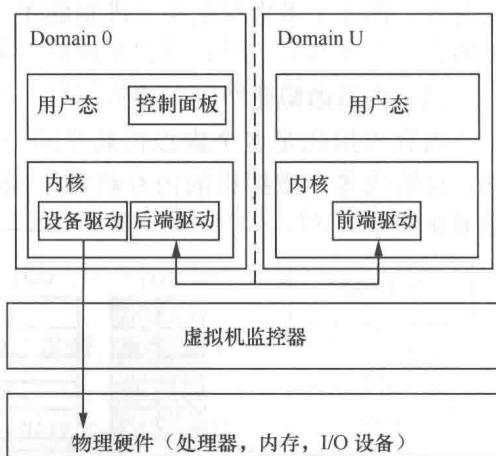 Domain 0
Domain U
用户态
控制面板
用户态
内核
内核
设备驱动
后端驱动
前端驱动
虚拟机监控器
物理硬件（处理器，内存，I/O 设备）